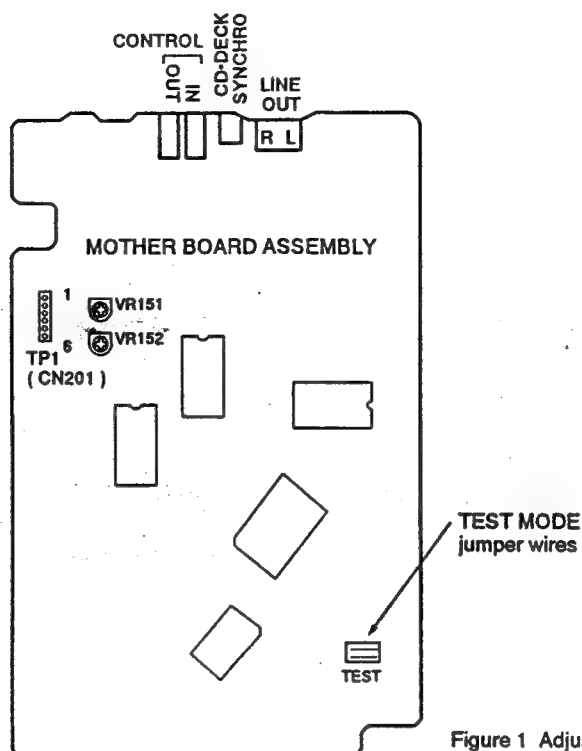 CONTROL
OUT
IN
CD•DECK
SYNCHRO
LINE
OUT
R L
MOTHER BOARD ASSEMBLY
1
VR151
6
VR152
TP1
( CN201 )
TEST MODE
jumper wires
TEST
Figure 1 Adju